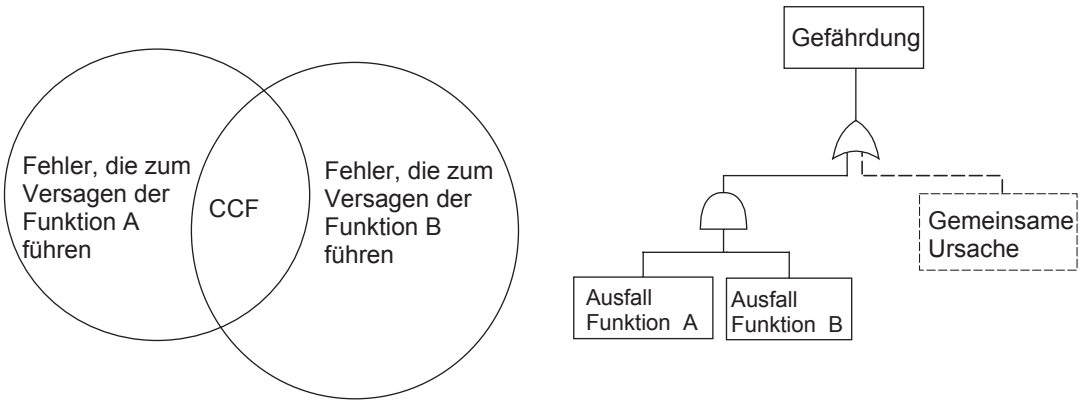 Fehler, die zum
Versagen der
Funktion A
führen
CCF
Fehler, die zum
Versagen der
Funktion B
führen
Gefährdung
Gemeinsame
Ursache
Ausfall
Funktion A
Ausfall
Funktion B